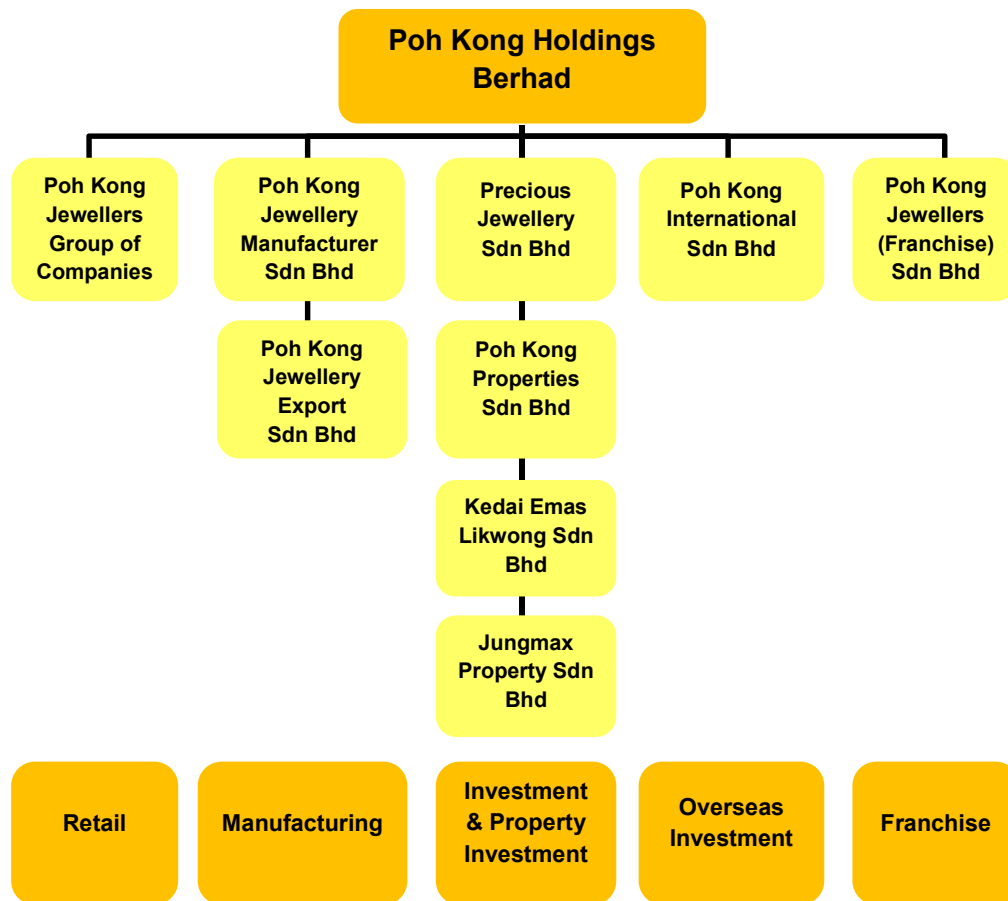 Poh Kong Holdings
Berhad
Poh Kong
Jewellers
Group of
Companies
Poh Kong
Jewellery
Manufacturer
Sdn Bhd
Precious
Jewellery
Sdn Bhd
Poh Kong
International
Sdn Bhd
Poh Kong
Jewellers
(Franchise)
Sdn Bhd
Poh Kong
Jewellery
Export
Sdn Bhd
Poh Kong
Properties
Sdn Bhd
Kedai Emas
Likwong Sdn
Bhd
Jungmax
Property Sdn
Bhd
Retail
Manufacturing
Investment
& Property
Investment
Overseas
Investment
Franchise